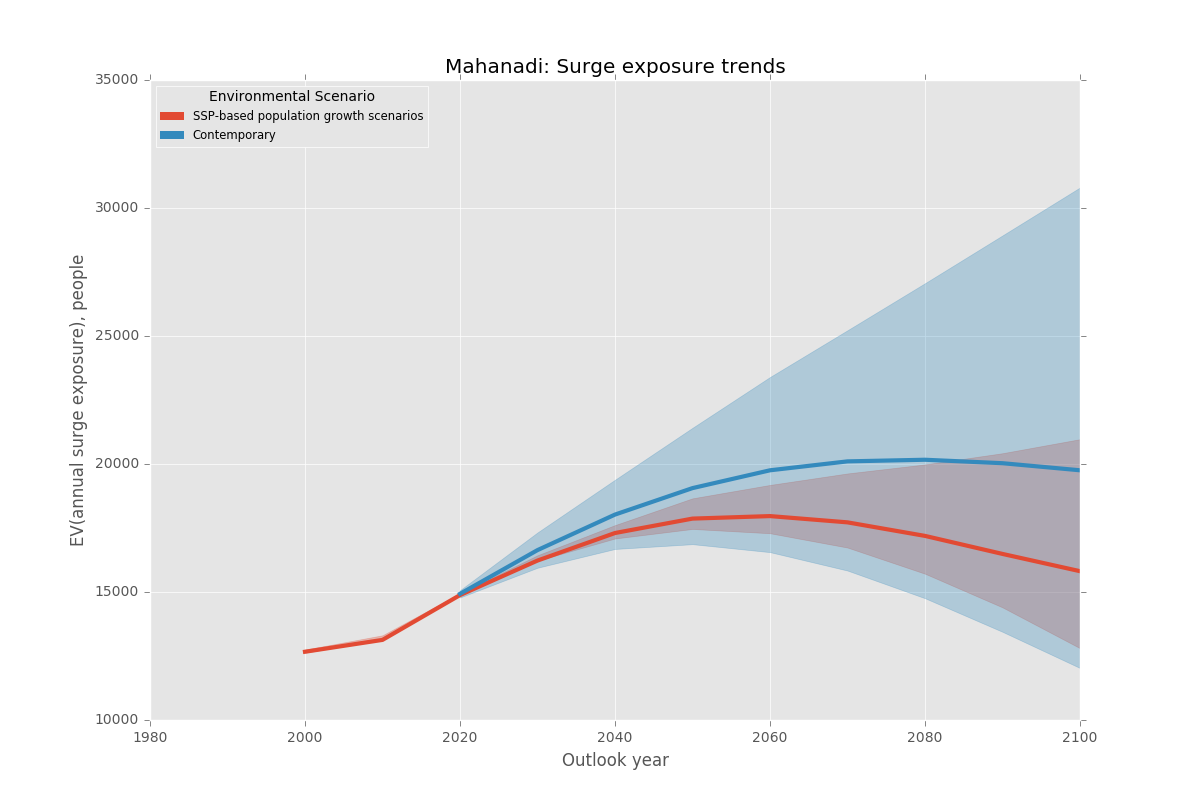 Mahanadi: Surge exposure trends
Environmental Scenario
SSP-based population growth scenarios
Contemporary
35000
30000
25000
20000
15000
10000
EV(annual surge exposure), people
1980 2000 2020 2040 2060 2080 2100
Outlook year